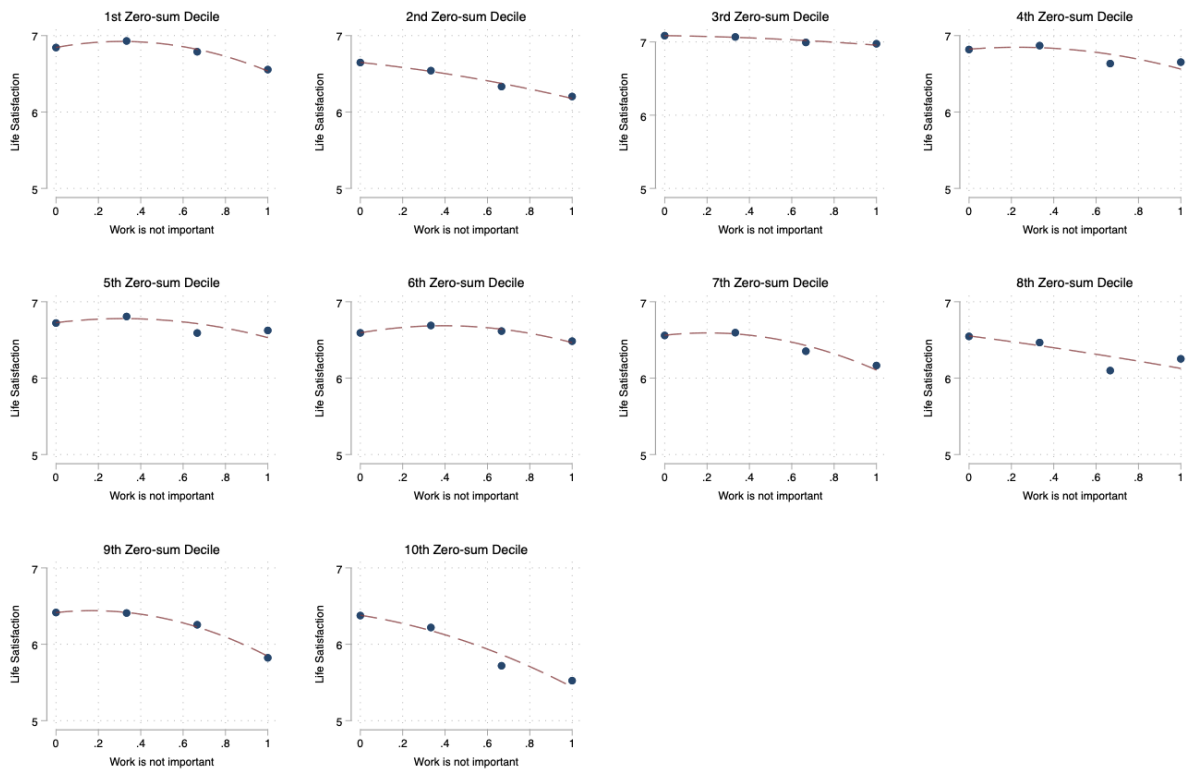 1st Zero-sum Decile
Life Satisfaction
7
6
5
0 .2 .4 .6 .8 1
Work is not important
2nd Zero-sum Decile
Life Satisfaction
7
6
5
0 .2 .4 .6 .8 1
Work is not important
3rd Zero-sum Decile
Life Satisfaction
7
6
5
0 .2 .4 .6 .8 1
Work is not important
4th Zero-sum Decile
Life Satisfaction
7
6
5
0 .2 .4 .6 .8 1
Work is not important
5th Zero-sum Decile
Life Satisfaction
7
6
5
0 .2 .4 .6 .8 1
Work is not important
6th Zero-sum Decile
Life Satisfaction
7
6
5
0 .2 .4 .6 .8 1
Work is not important
7th Zero-sum Decile
Life Satisfaction
7
6
5
0 .2 .4 .6 .8 1
Work is not important
8th Zero-sum Decile
Life Satisfaction
7
6
5
0 .2 .4 .6 .8 1
Work is not important
9th Zero-sum Decile
Life Satisfaction
7
6
5
0 .2 .4 .6 .8 1
Work is not important
10th Zero-sum Decile
Life Satisfaction
7
6
5
0 .2 .4 .6 .8 1
Work is not important